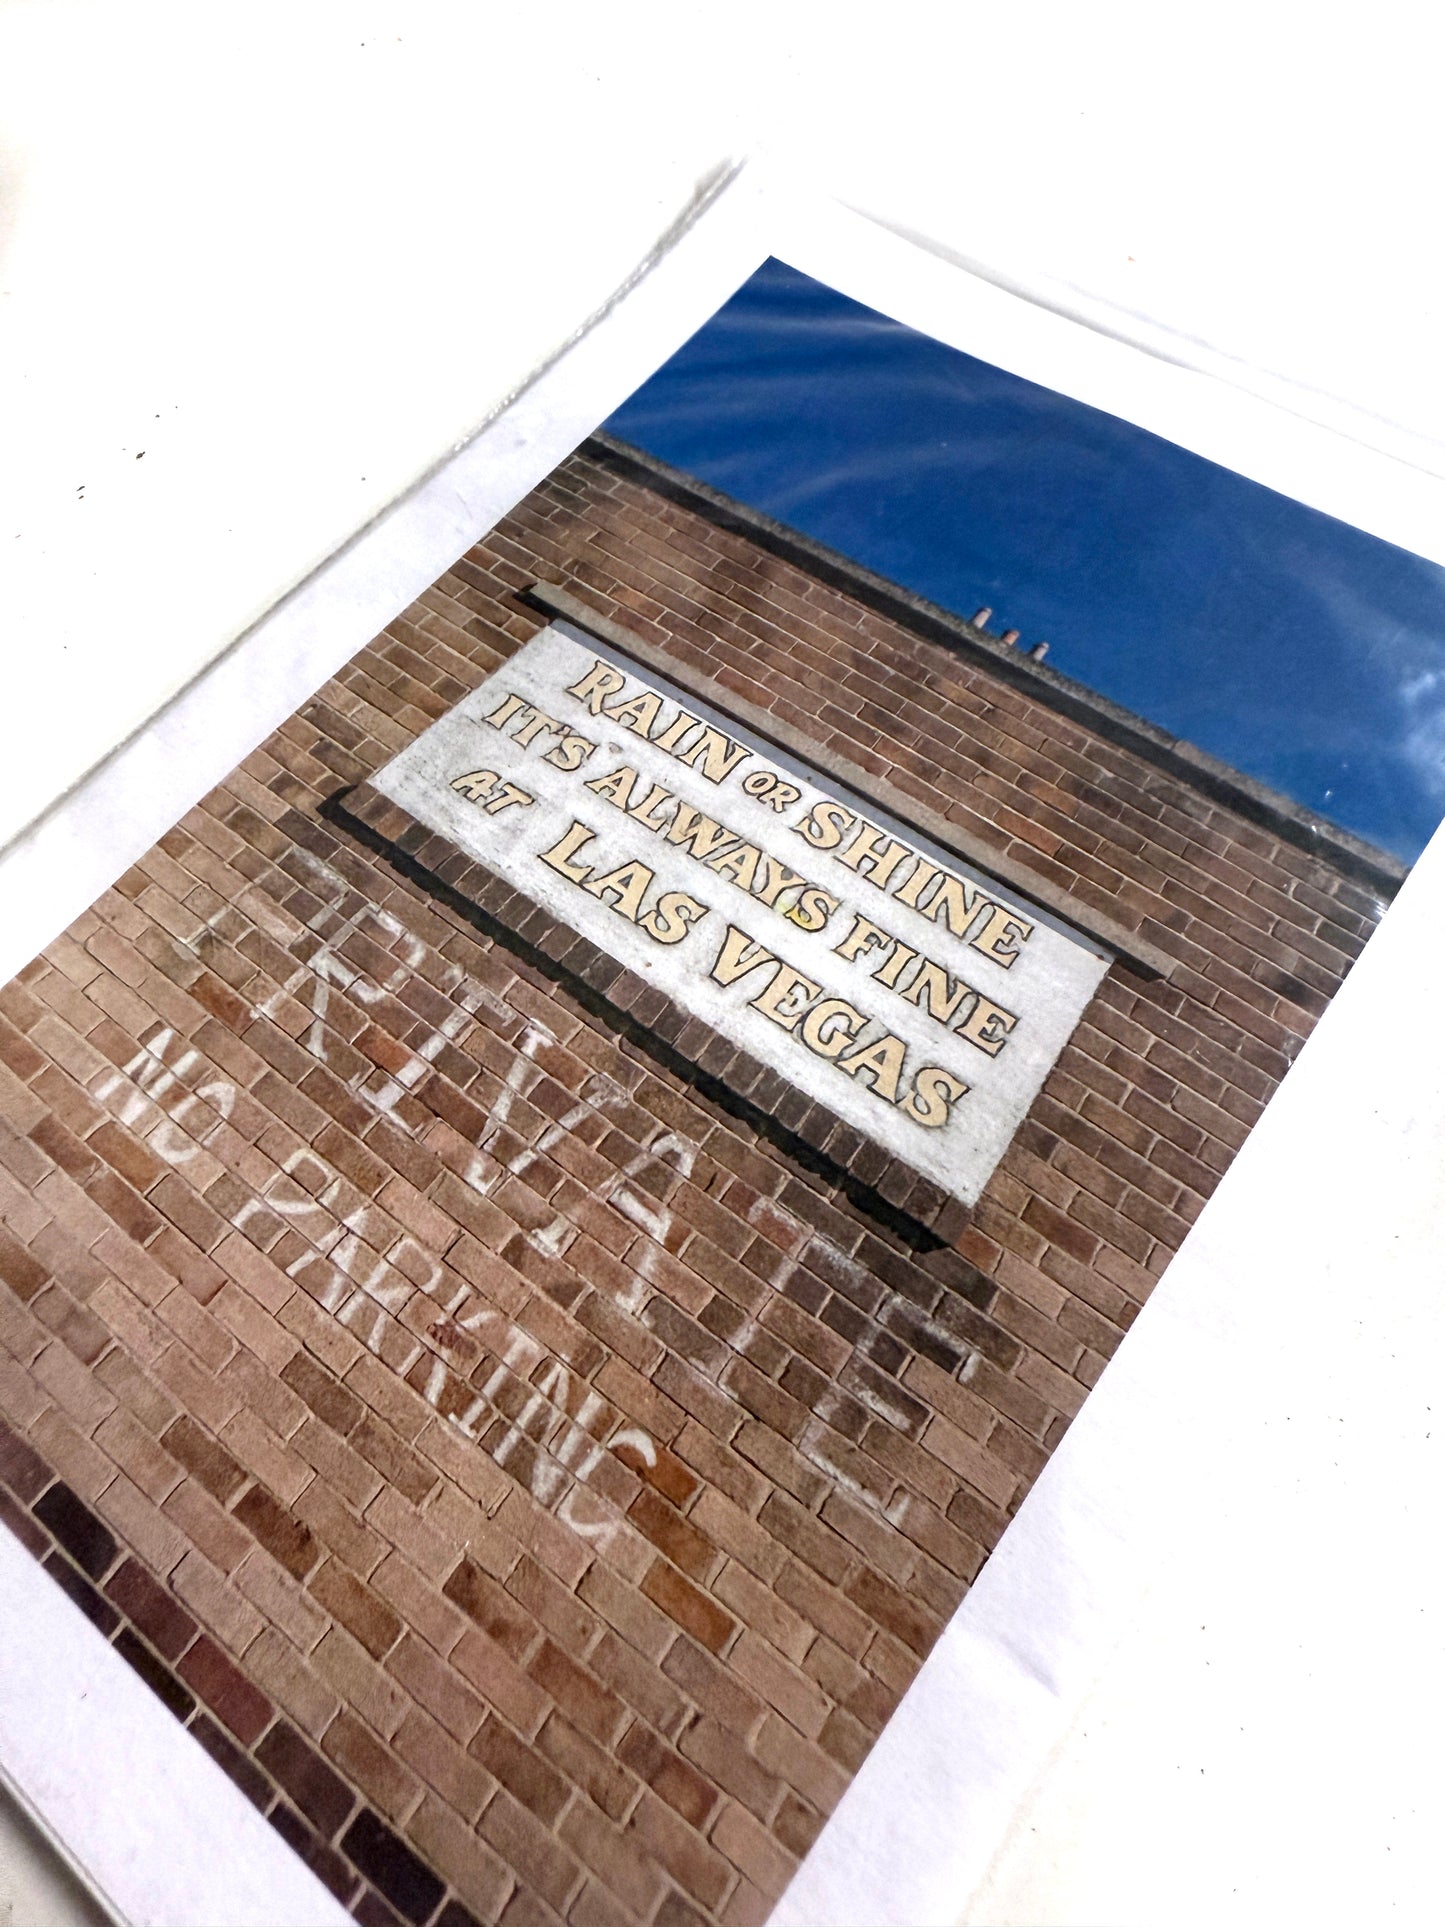 RAIN OR SHINE
IT'S ALWAYS FINE
AT LAS VEGAS
PRIVATE
NO PARKING